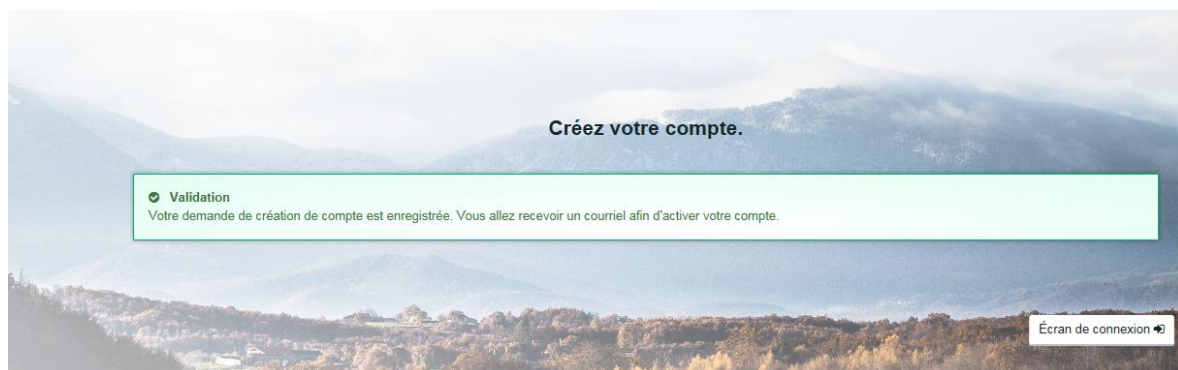 Créez votre compte.
Validation
Votre demande de création de compte est enregistrée. Vous allez recevoir un courriel afin d'activer votre compte.
Écran de connexion